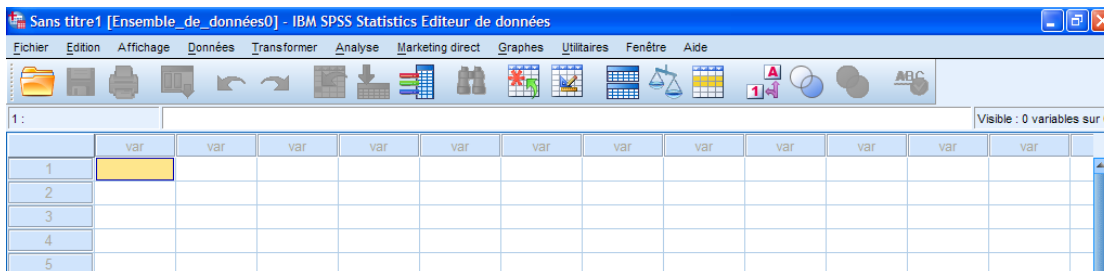 Sans titre1 [Ensemble_de_données0] - IBM SPSS Statistics Editeur de données
Fichier Edition Affichage Données Transformer Analyse Marketing direct Graphes Utilitaires Fenêtre Aide
A
1
ABC
1 :
Visible : 0 variables sur
var var var var var var var var var var var
1
2
3
4
5